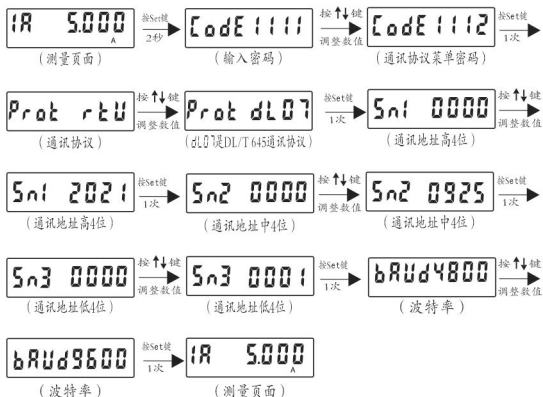 IA 5.000 A 按Set键 2秒 CodE 1111 按↑↓键 调整数值 CodE 1112 按Set键 1次
(测量页面) (输入密码) (通讯协议菜单密码)
Prot rtU 按↑↓键 调整数值 Prot dL07 按Set键 1次 Sn1 0000 按↑↓键 调整数值
(通讯协议) (dL07是DL/T 645通讯协议) (通讯地址高4位)
Sn1 2021 按Set键 1次 Sn2 0000 按↑↓键 调整数值 Sn2 0925 按Set键 1次
(通讯地址高4位) (通讯地址中4位) (通讯地址中4位)
Sn3 0000 按↑↓键 调整数值 Sn3 0001 按Set键 1次 bAUd4800 按↑↓键 调整数值
(通讯地址低4位) (通讯地址低4位) (波特率)
bAUd9600 按Set键 1次 IA 5.000 A
(波特率) (测量页面)